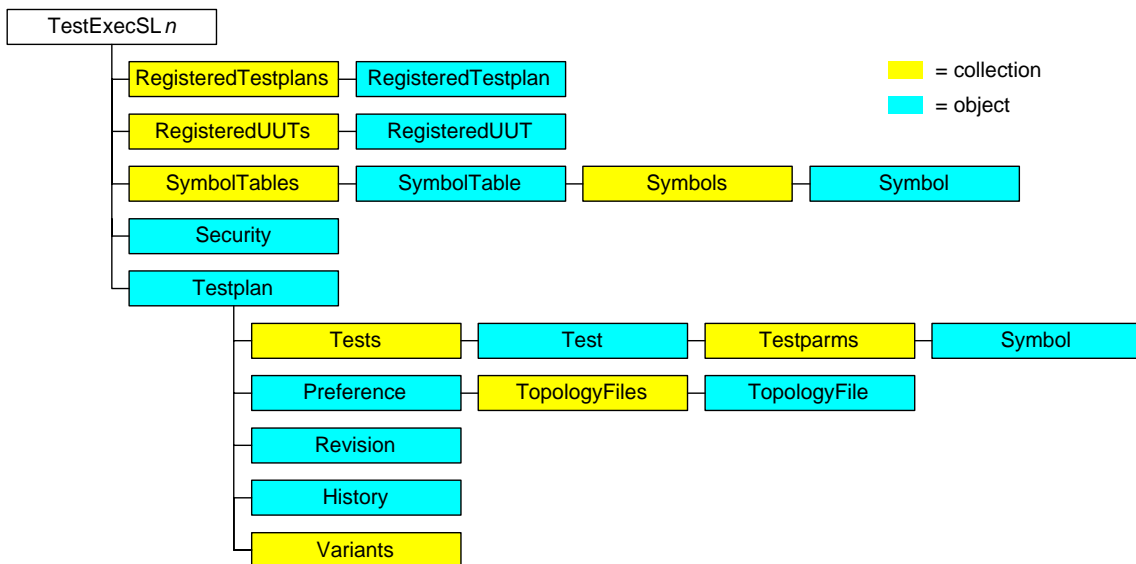 TestExecSL n
RegisteredTestplans RegisteredTestplan
= collection
= object
RegisteredUUTs RegisteredUUT
SymbolTables SymbolTable Symbols Symbol
Security
Testplan
Tests Test Testparms Symbol
Preference TopologyFiles TopologyFile
Revision
History
Variants